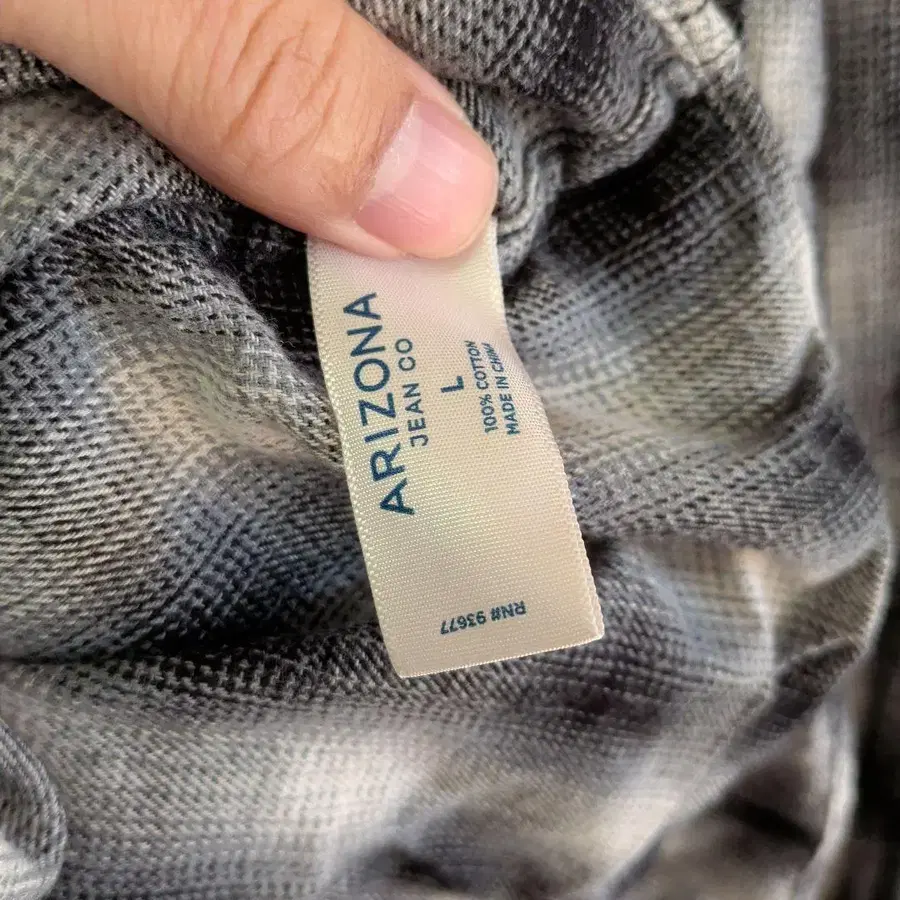 ARIZONA
JEAN CO
L
100% COTTON
MADE IN CHINA
RN# 93677